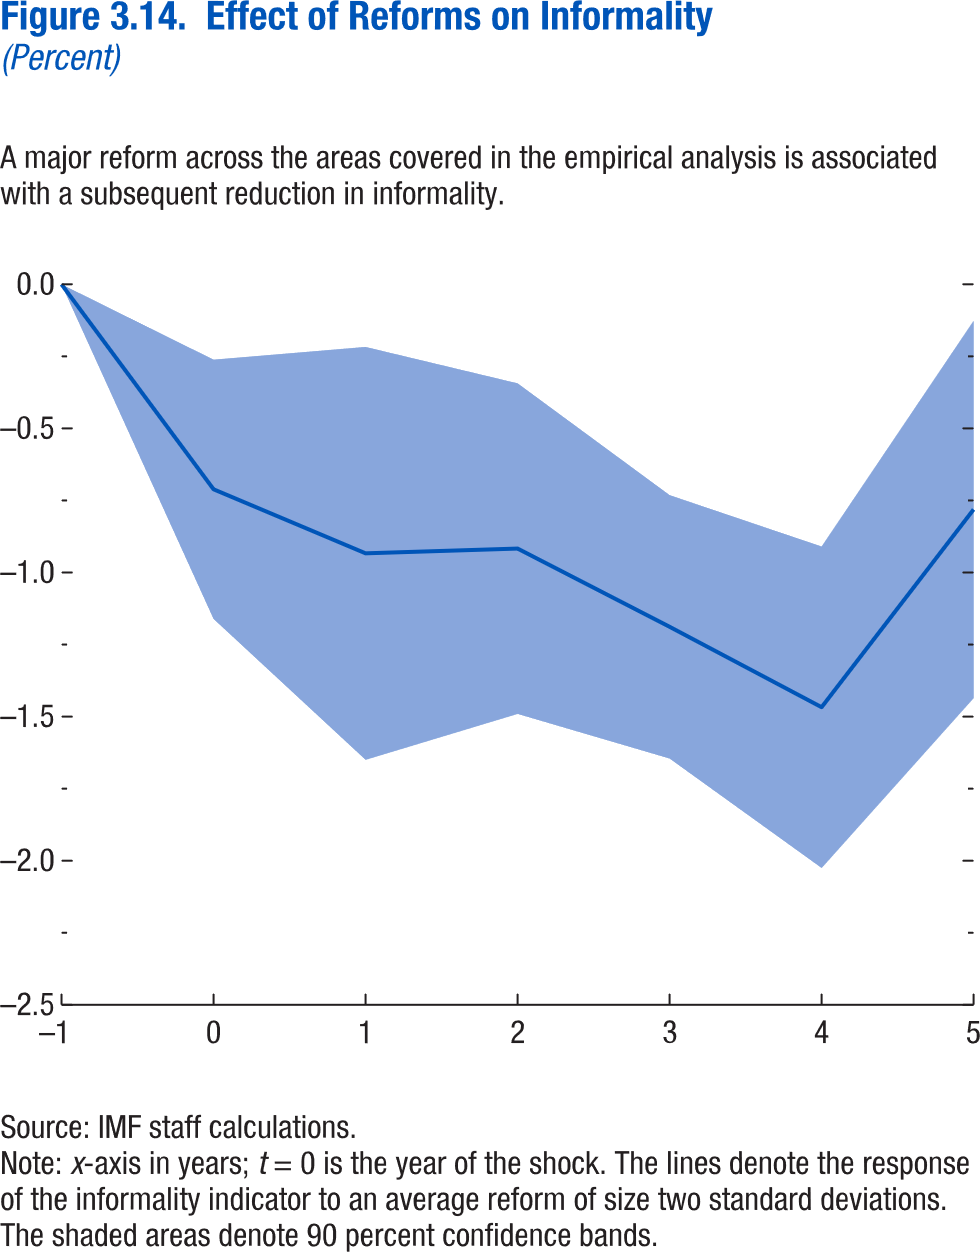 Figure 3.14. Effect of Reforms on Informality
(Percent)
A major reform across the areas covered in the empirical analysis is associated
with a subsequent reduction in informality.
0.0
–0.5
–1.0
–1.5
–2.0
–2.5
–1 0 1 2 3 4 5
Source: IMF staff calculations.
Note: x-axis in years; t = 0 is the year of the shock. The lines denote the response
of the informality indicator to an average reform of size two standard deviations.
The shaded areas denote 90 percent confidence bands.